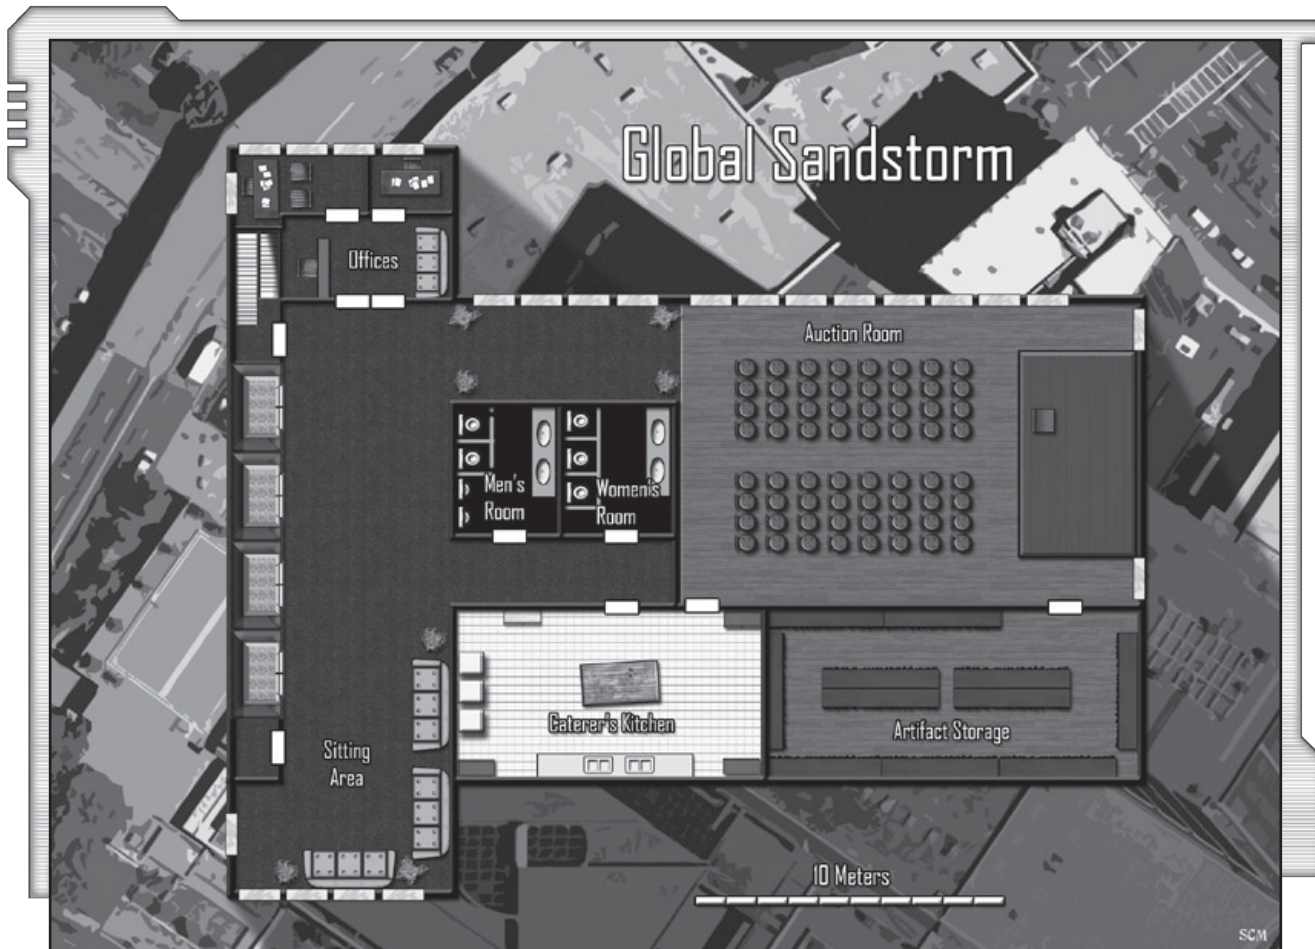 Global Sandstorm
Offices
Auction Room
Men's
Room
Women's
Room
Caterer's Kitchen
Artifact Storage
Sitting
Area
10 Meters
SCM